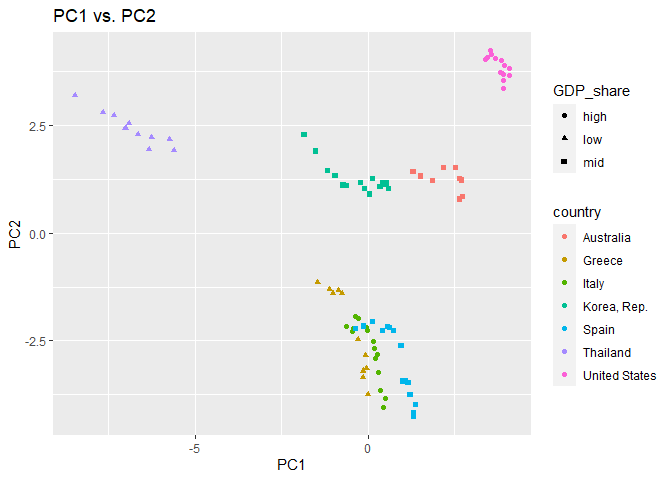 PC1 vs. PC2
2.5
0.0
-2.5
PC2
-5
0
PC1
GDP_share
high
low
mid
country
Australia
Greece
Italy
Korea, Rep.
Spain
Thailand
United States